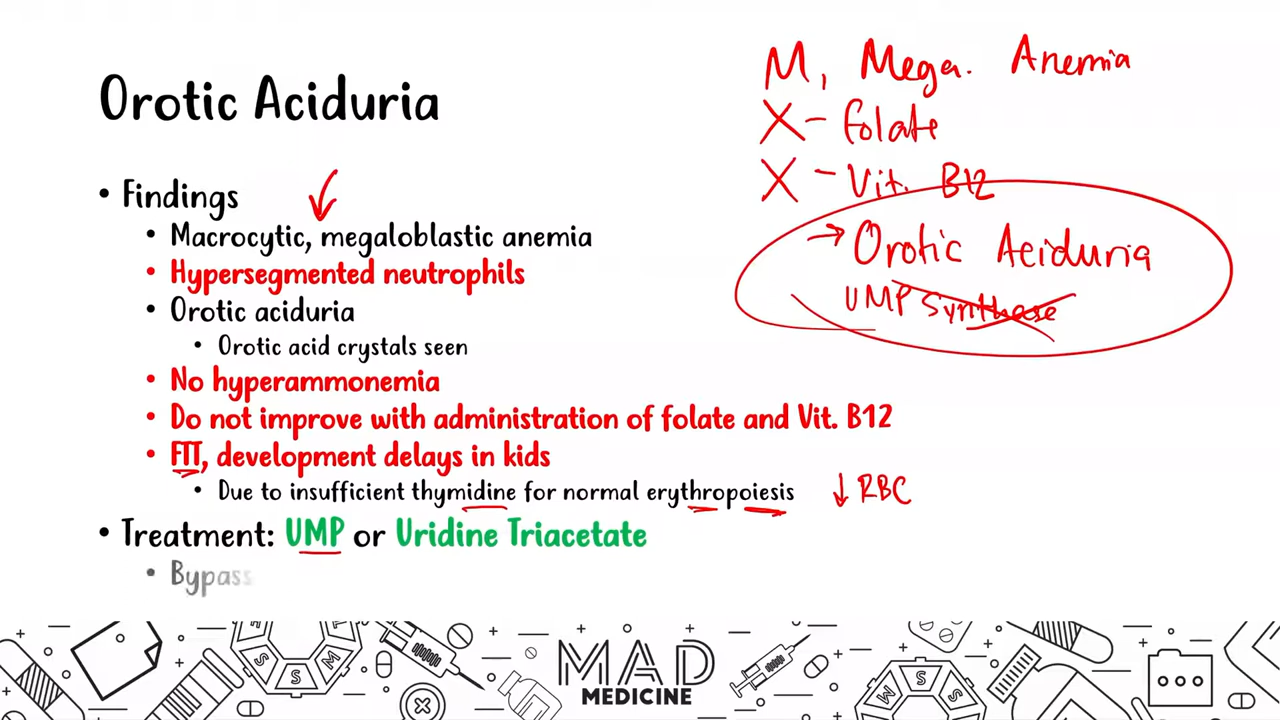 Orotic Aciduria
• Findings
• Macrocytic, megaloblastic anemia
• Hypersegmented neutrophils
• Orotic aciduria
• Orotic acid crystals seen
• No hyperammonemia
• Do not improve with administration of folate and Vit. B12
• FTT, development delays in kids
• Due to insufficient thymidine for normal erythropoiesis
↓ RBC
• Treatment: UMP or Uridine Triacetate
• Bypass
M, Mega. Anemia
X - Folate
X - Vit. B12
→ Orotic Aciduria
UMP Synthase
MAD
MEDICINE
S
S
M
S
M
S
S